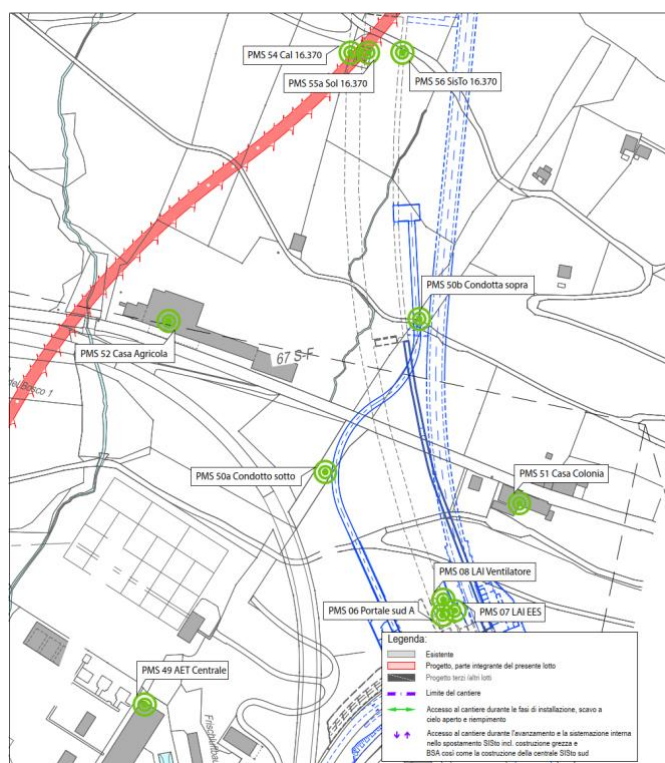 PMS 54 Cal 16.370
PMS 55a Sol 16.370
PMS 56 SisTo 16.370
PMS 50b Condotta sopra
PMS 52 Casa Agricola
67 S-F
del Bosco 1
PMS 50a Condotto sotto
PMS 51 Casa Colonia
PMS 08 LAI Ventilatore
PMS 06 Portale sud A
PMS 07 LAI EES
PMS 49 AET Centrale
Legenda:
Esistente
Progetto, parte integrante del presente lotto
Progetto terzi /altri lotti
Limite del cantiere
Accesso al cantiere durante le fasi di installazione, scavo a
cielo aperto e riempimento
Accesso al cantiere durante l'avanzamento e la sistemazione interna
nello spostamento SISto incl. costruzione grezza e
BSA così come la costruzione della centrale SISto sud